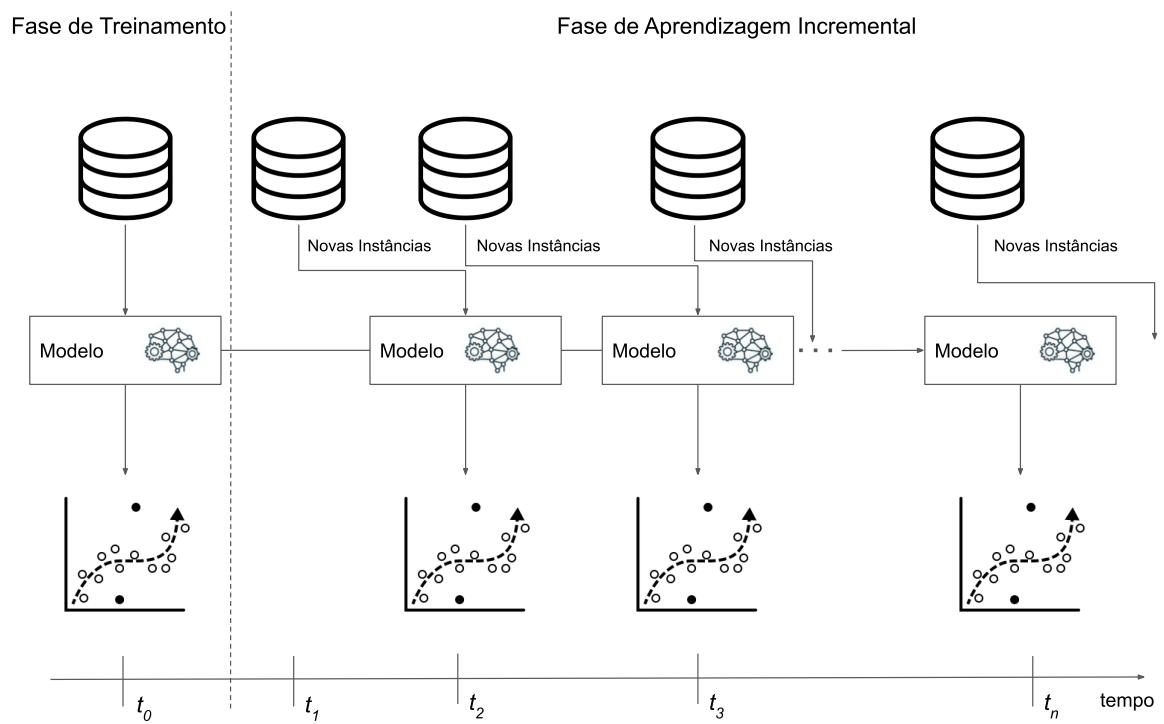 Fase de Treinamento
Fase de Aprendizagem Incremental
Novas Instâncias
Novas Instâncias
Novas Instâncias
Novas Instâncias
Modelo
Modelo
Modelo
Modelo
t0
t1
t2
t3
tn
tempo